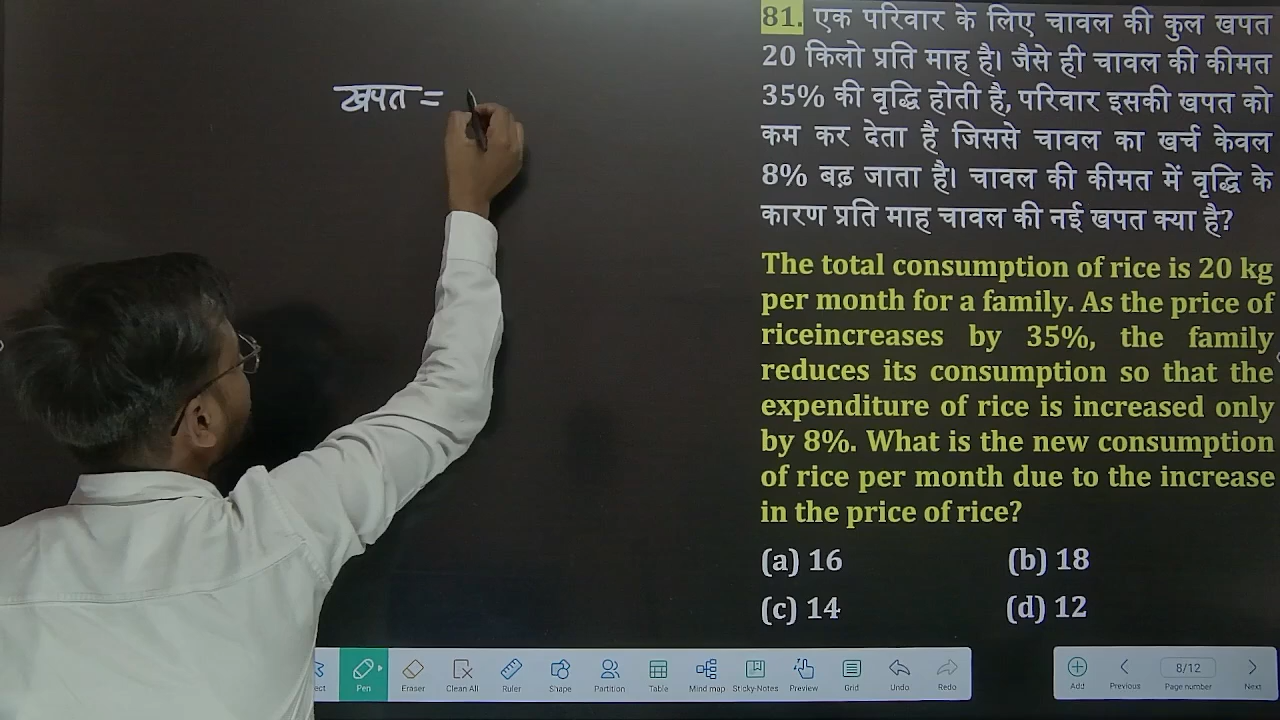 81. एक परिवार के लिए चावल की कुल खपत
20 किलो प्रति माह है। जैसे ही चावल की कीमत
35% की वृद्धि होती है, परिवार इसकी खपत को
कम कर देता है जिससे चावल का खर्च केवल
8% बढ़ जाता है। चावल की कीमत में वृद्धि के
कारण प्रति माह चावल की नई खपत क्या है?
खपत =
The total consumption of rice is 20 kg
per month for a family. As the price of
riceincreases by 35%, the family
reduces its consumption so that the
expenditure of rice is increased only
by 8%. What is the new consumption
of rice per month due to the increase
in the price of rice?
(a) 16 (b) 18
(c) 14 (d) 12
ect Pen Eraser Clean All Ruler Shape Partition Table Mind map Sticky-Notes Preview Grid Undo Redo
Add Previous 8/12 Page number Next